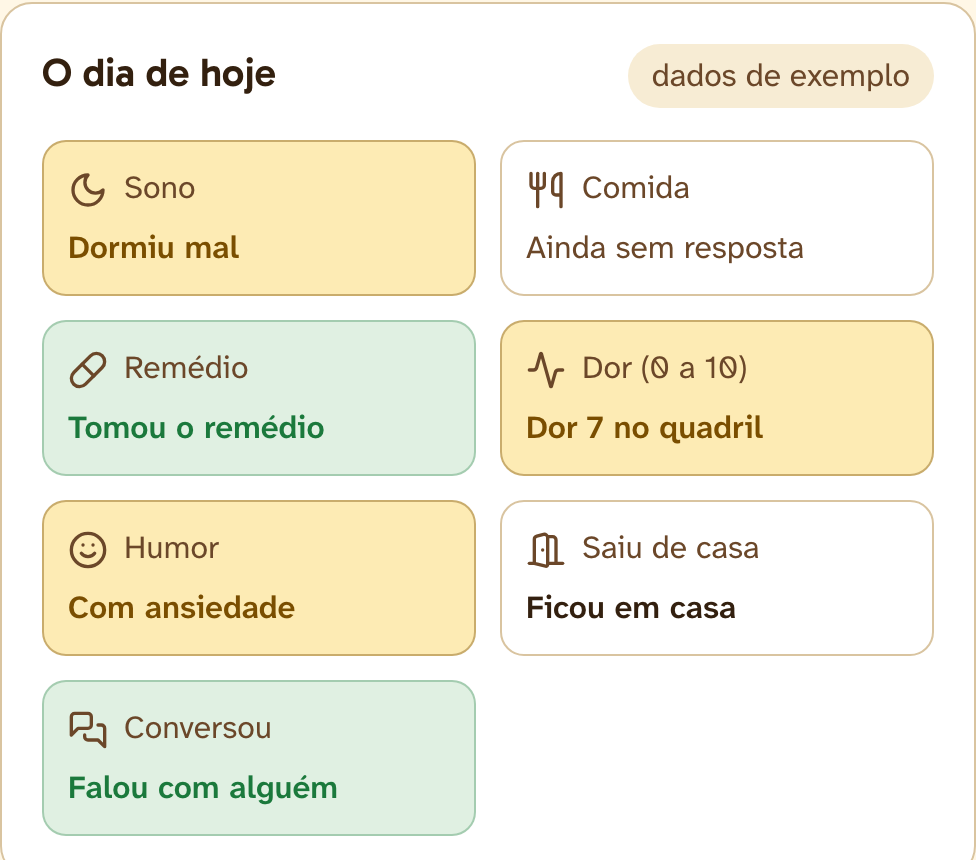 O dia de hoje
dados de exemplo
Sono
Dormiu mal
Comida
Ainda sem resposta
Remédio
Tomou o remédio
Dor (0 a 10)
Dor 7 no quadril
Humor
Com ansiedade
Saiu de casa
Ficou em casa
Conversou
Falou com alguém